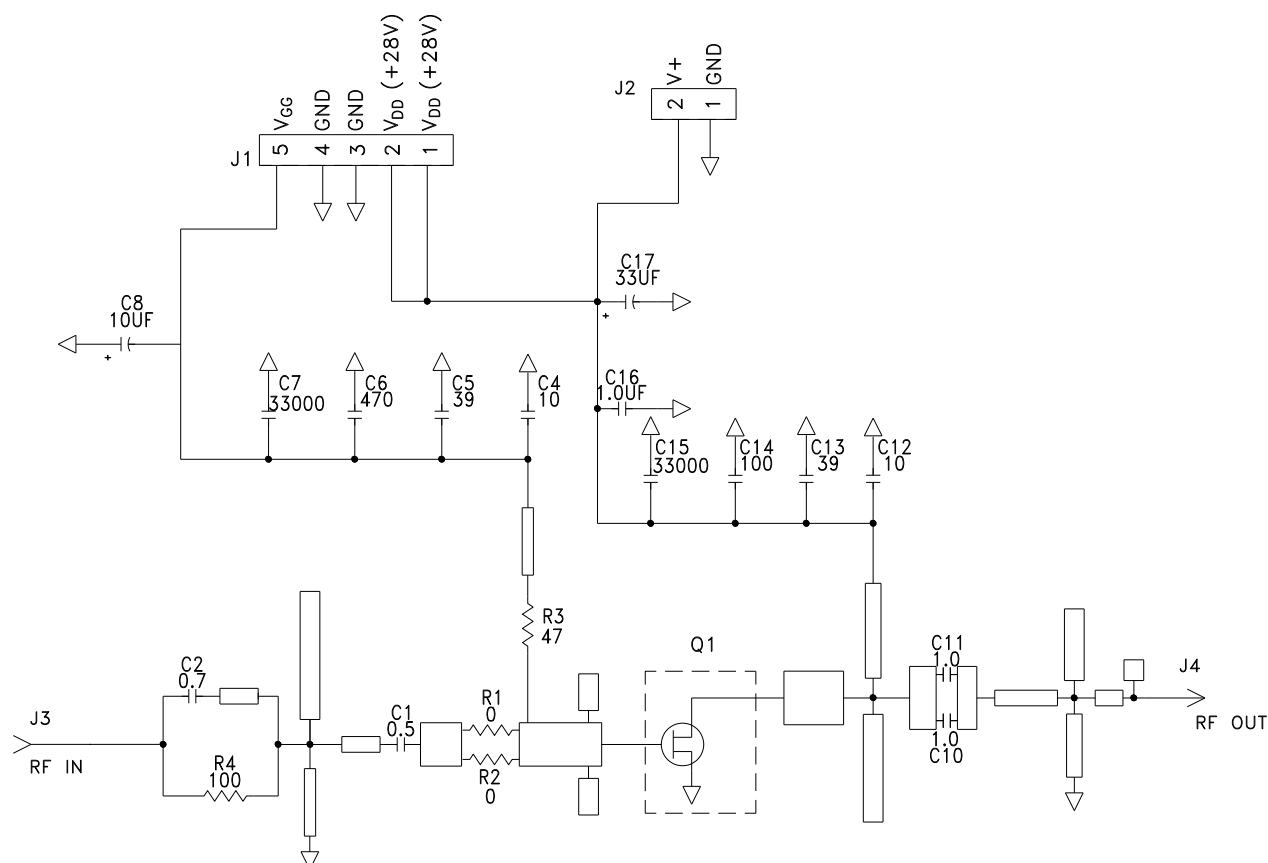 VGG
GND
GND
VDD (+28V)
VDD (+28V)
J1
5
4
3
2
1
V+
GND
J2
2
1
C17
33UF
+
C8
10UF
+
C7
33000
C6
470
C5
39
C4
10
C16
1.0UF
C15
33000
C14
100
C13
39
C12
10
R3
47
Q1
C11
1.0
1.0
C10
J4
RF OUT
C2
0.7
J3
RF IN
R4
100
C1
0.5
R1
0
R2
0